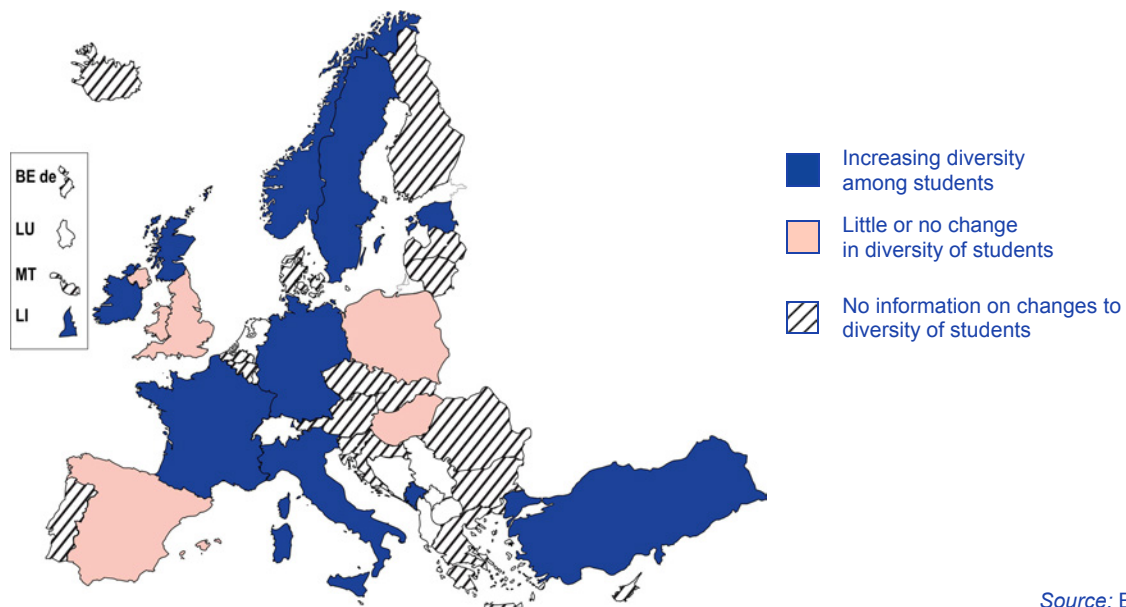 BE de
LU
MT
LI
Increasing diversity
among students
Little or no change
in diversity of students
No information on changes to
diversity of students
Source: E